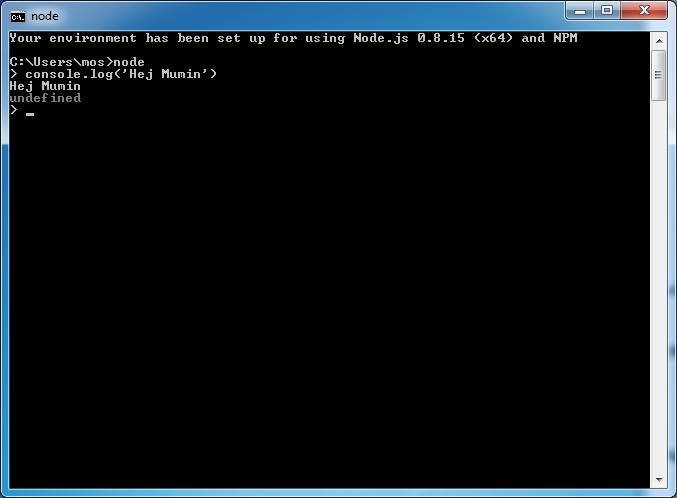 node
Your environment has been set up for using Node.js 0.8.15 (x64) and NPM
C:\Users\mos>node
> console.log('Hej Mumin')
Hej Mumin
undefined
> _